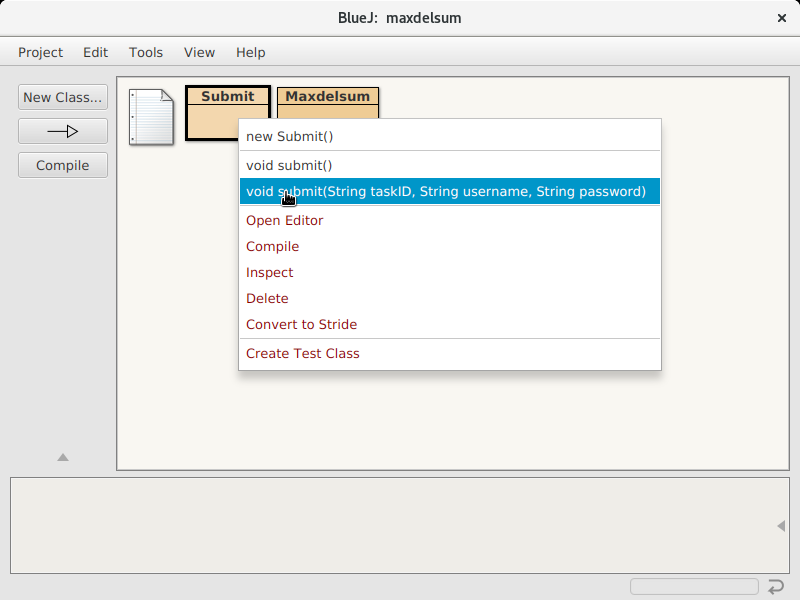 BlueJ: maxdelsum
Project Edit Tools View Help
New Class...
Compile
Submit
Maxdelsum
new Submit()
void submit()
void submit(String taskID, String username, String password)
Open Editor
Compile
Inspect
Delete
Convert to Stride
Create Test Class